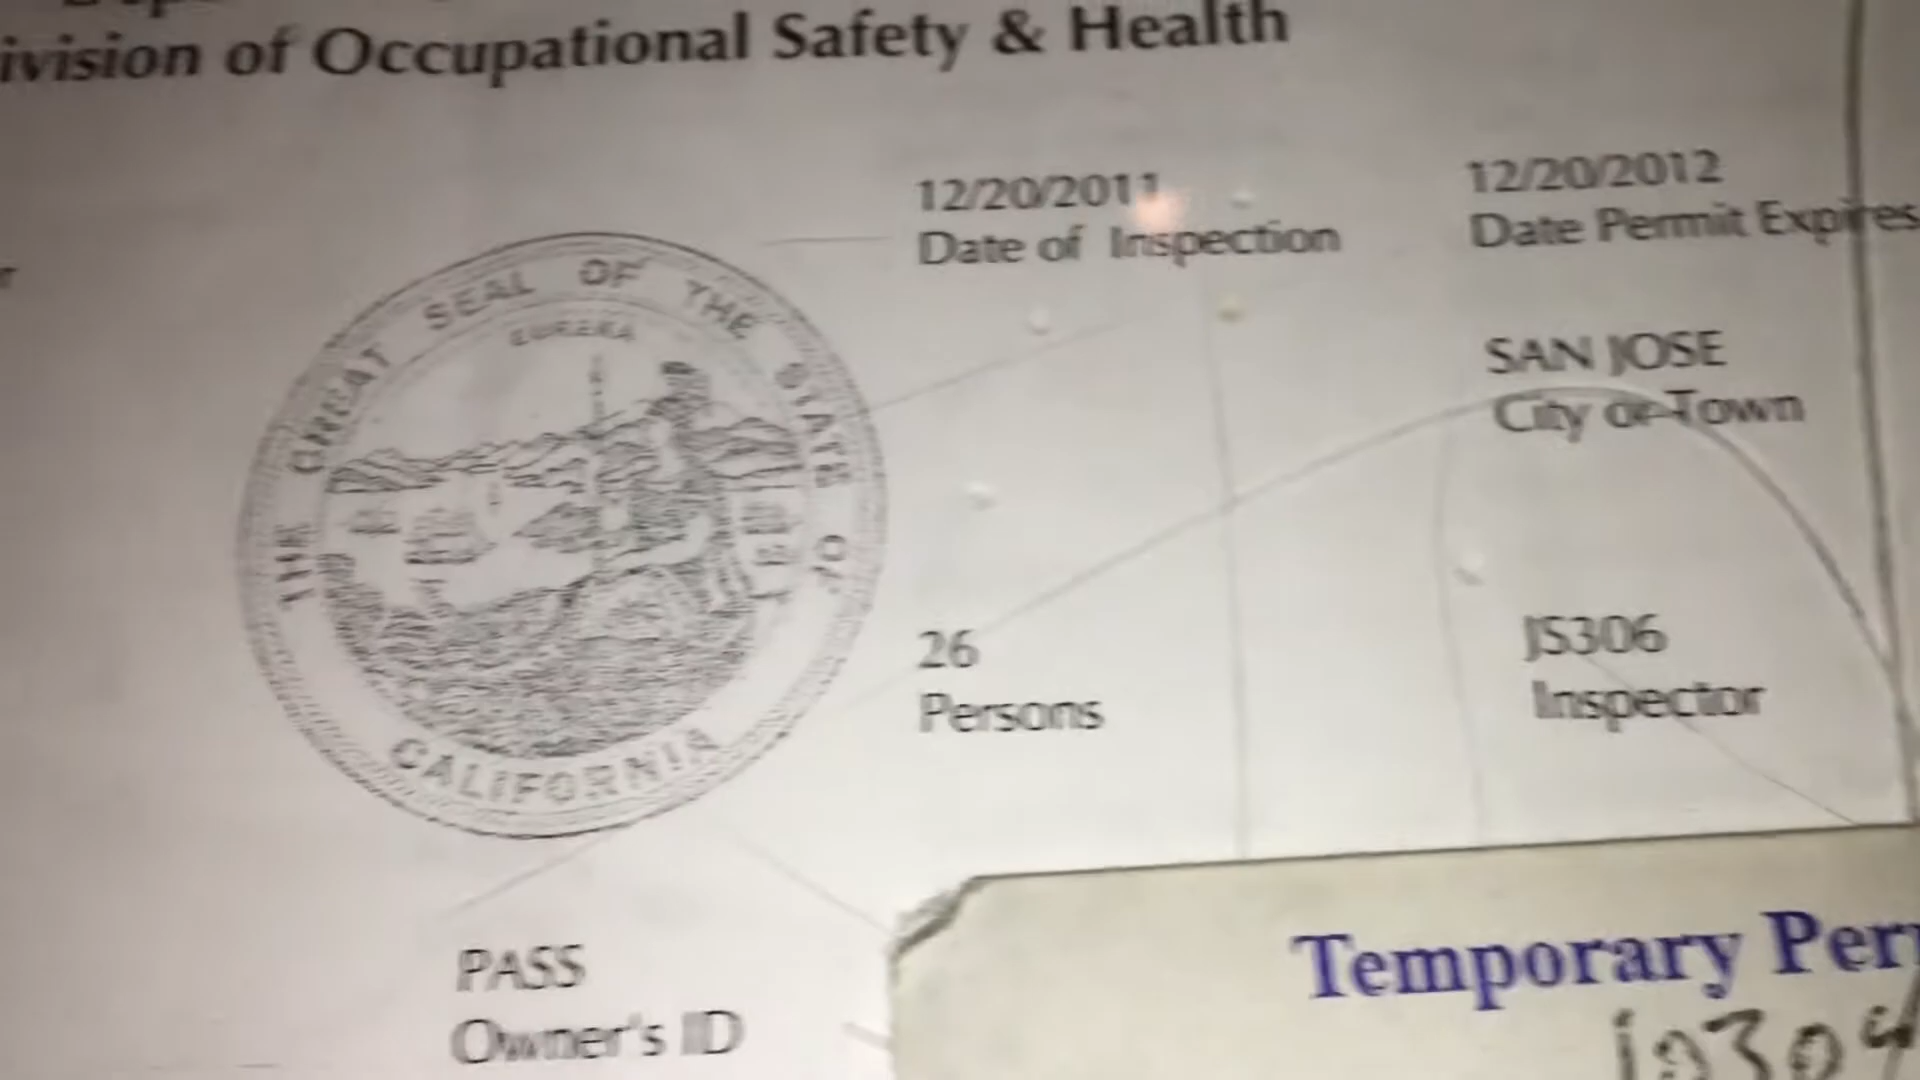 ivision of Occupational Safety & Health
12/20/2011
Date of Inspection
12/20/2012
Date Permit Expires
THE GREAT SEAL OF THE STATE OF CALIFORNIA
EUREKA
SAN JOSE
City or Town
26
Persons
JS306
Inspector
PASS
Owner's ID
Temporary Per